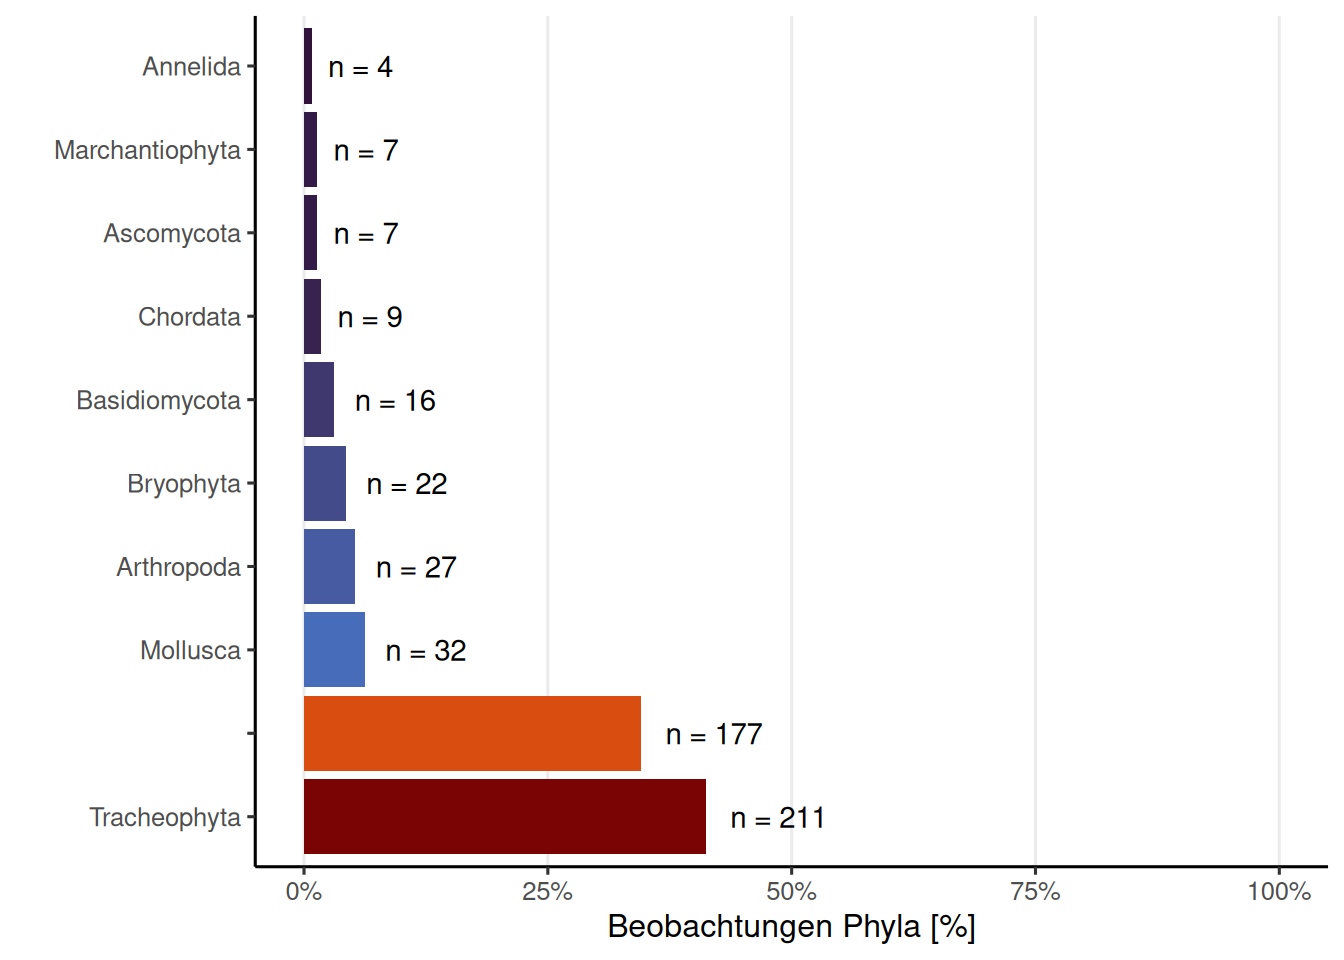 Annelida n = 4
Marchantiophyta n = 7
Ascomycota n = 7
Chordata n = 9
Basidiomycota n = 16
Bryophyta n = 22
Arthropoda n = 27
Mollusca n = 32
n = 177
Tracheophyta n = 211
0% 25% 50% 75% 100%
Beobachtungen Phyla [%]